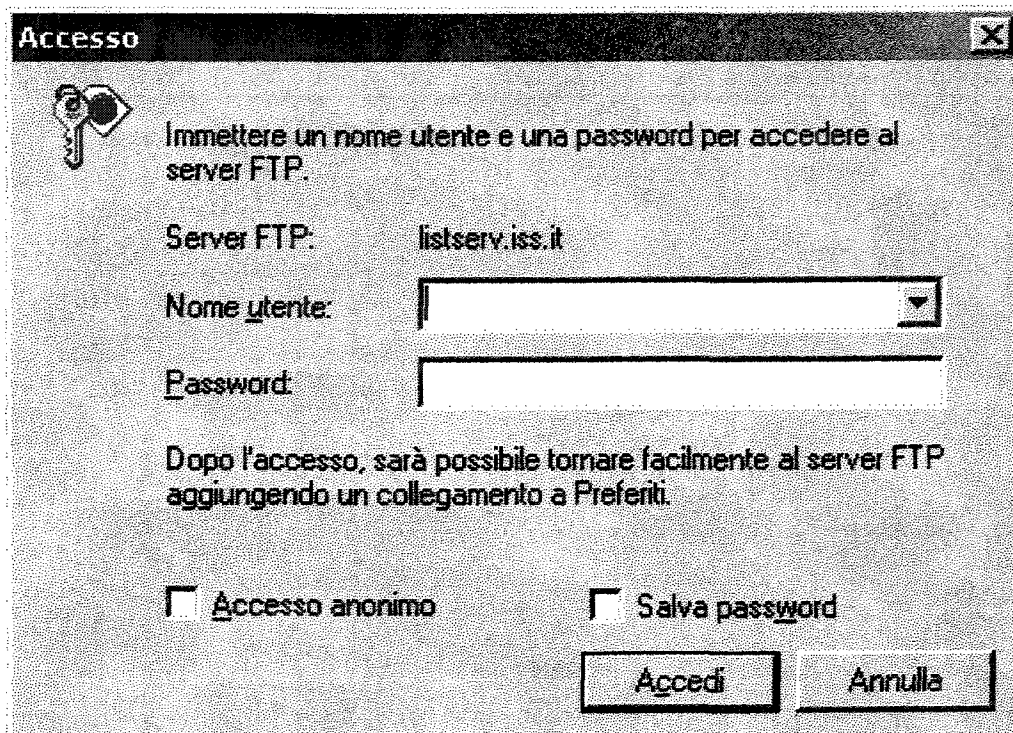 Accesso
Immettere un nome utente e una password per accedere al
server FTP.
Server FTP: listserv.iss.it
Nome utente:
Password:
Dopo l'accesso, sarà possibile tornare facilmente al server FTP
aggiungendo un collegamento a Preferiti.
Accesso anonimo Salva password
Accedi Annulla